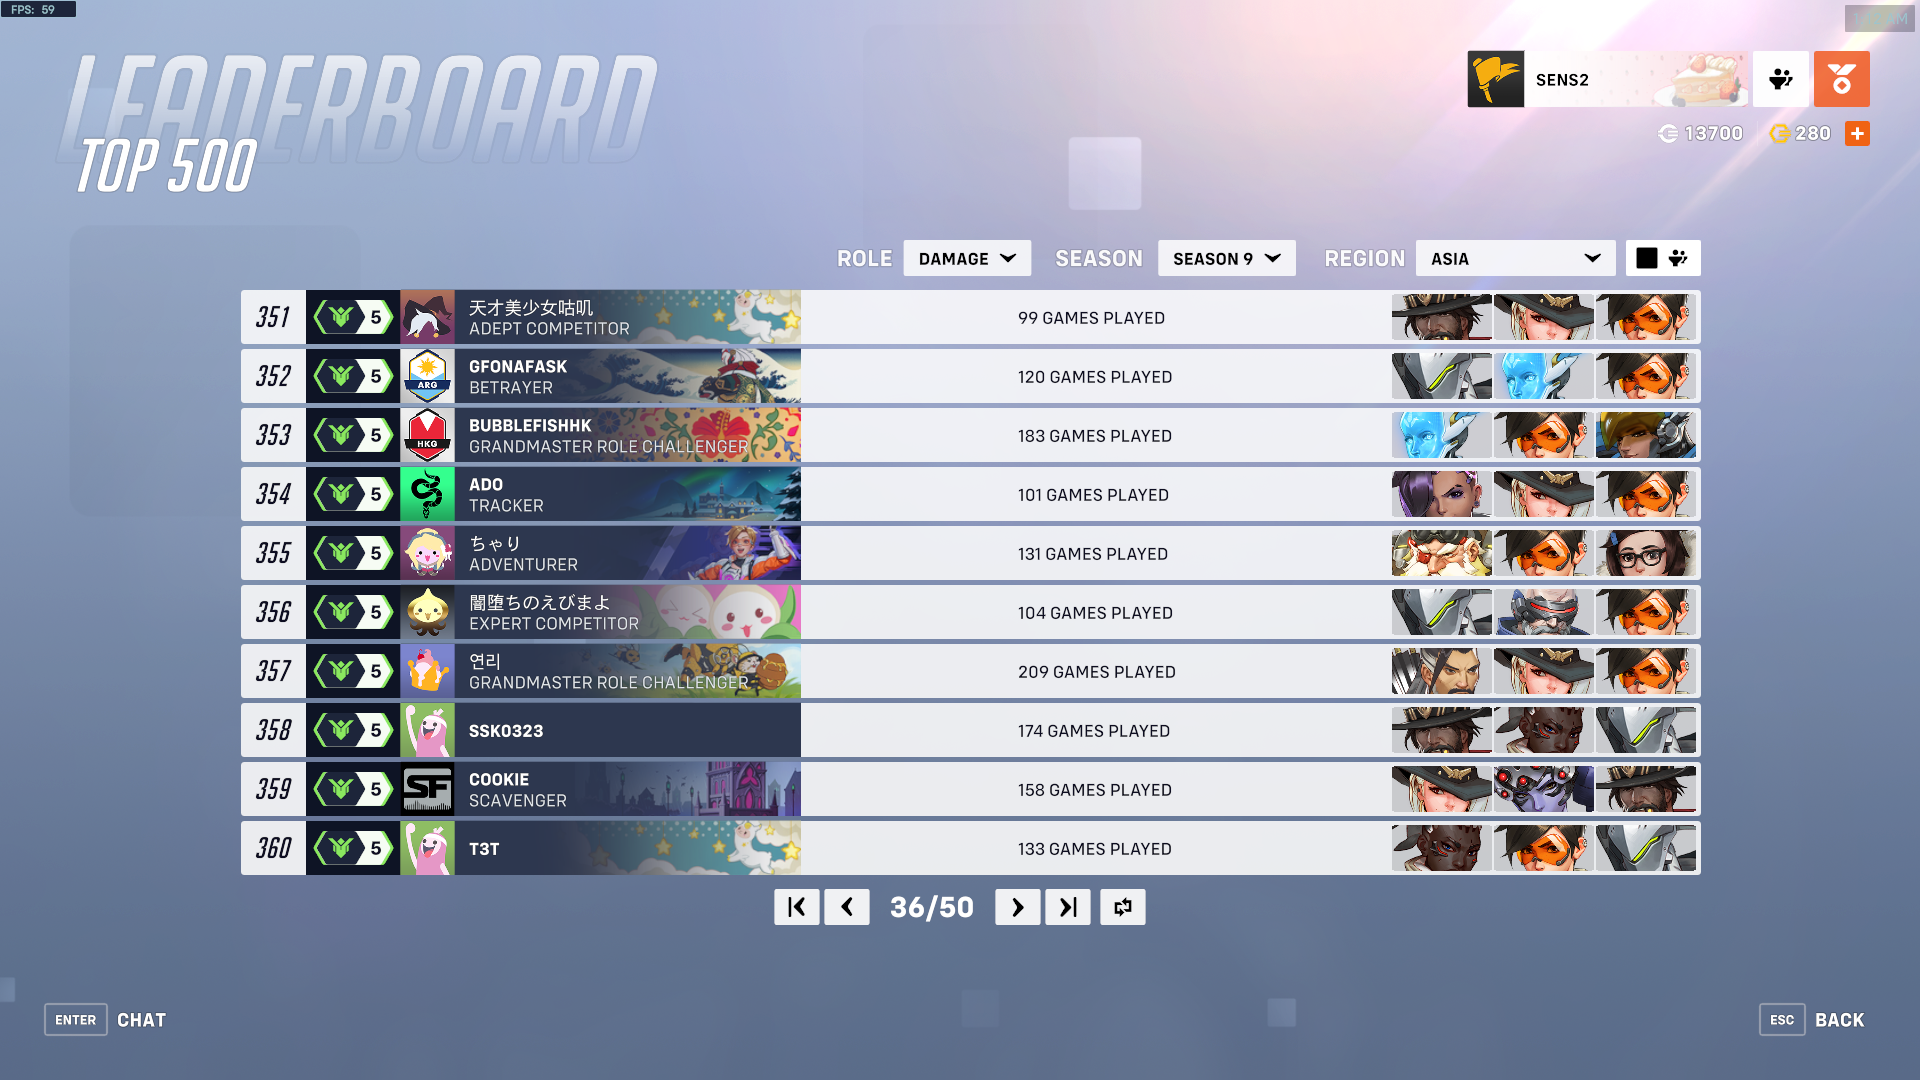 FPS: 59
LEADERBOARD
TOP 500
SENS2
13700
280
ROLE DAMAGE SEASON SEASON 9 REGION ASIA
351 5 天才美少女咕叽
ADEPT COMPETITOR
99 GAMES PLAYED
352 5 ARG GFONAFASK
BETRAYER
120 GAMES PLAYED
353 5 HKG BUBBLEFISHHK
GRANDMASTER ROLE CHALLENGER
183 GAMES PLAYED
354 5 ADO
TRACKER
101 GAMES PLAYED
355 5 ちゃり
ADVENTURER
131 GAMES PLAYED
356 5 闇堕ちのえびまよ
EXPERT COMPETITOR
104 GAMES PLAYED
357 5 연리
GRANDMASTER ROLE CHALLENGER
209 GAMES PLAYED
358 5 SSK0323
174 GAMES PLAYED
359 5 SF COOKIE
SCAVENGER
158 GAMES PLAYED
360 5 T3T
133 GAMES PLAYED
36/50
ENTER CHAT
ESC BACK